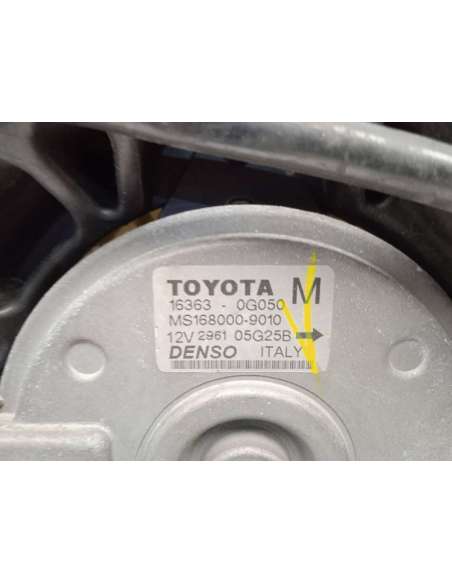 TOYOTA M
16363 - 0G050
MS168000-9010
12V 2961 05G25B
DENSO ITALY